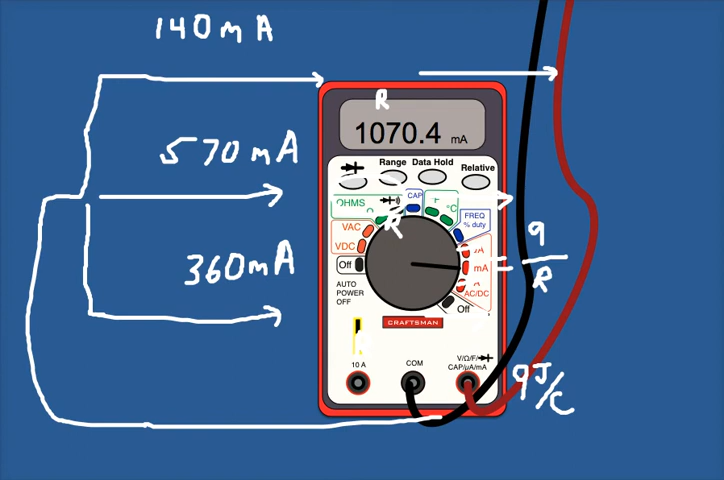 140mA
R
1070.4 mA
570mA
Range Data Hold
Relative
OHMS
CAP
°C
FREQ
% duty
VAC
VDC
R
9
= mA
R
360mA
Off
AC/DC
AUTO
POWER
OFF
Off
CRAFTSMAN
10 A
COM
V/Ω/F/
CAP/µA/mA
9J/C